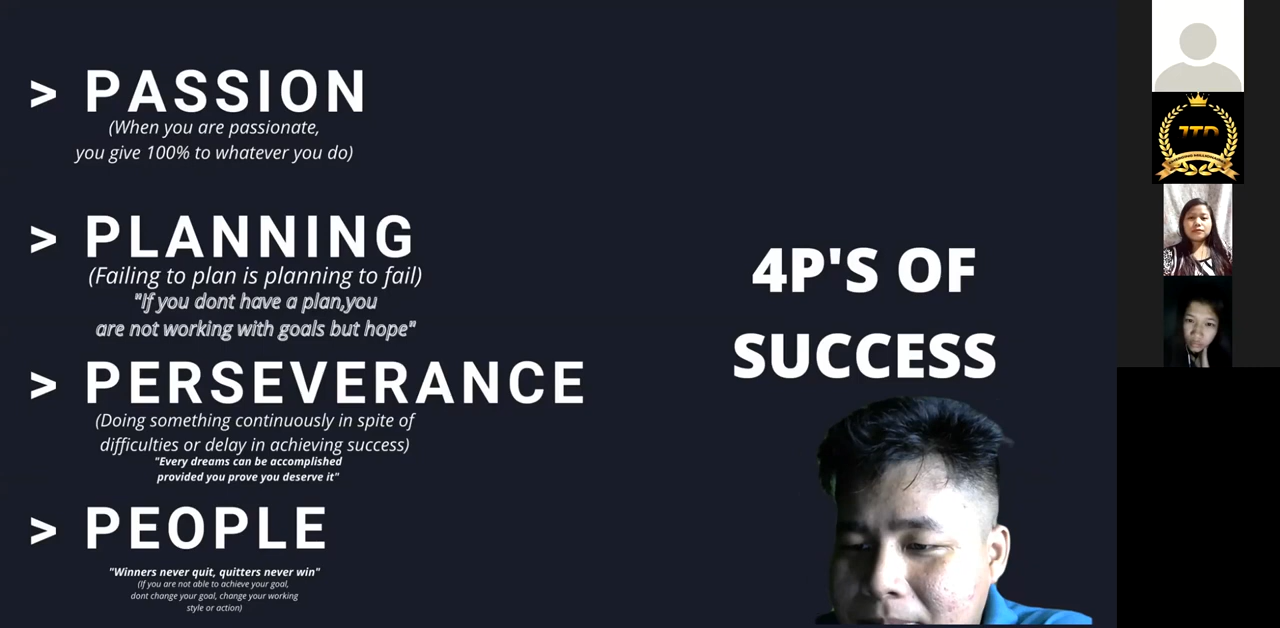 > PASSION
(When you are passionate,
you give 100% to whatever you do)
> PLANNING
(Failing to plan is planning to fail)
"If you dont have a plan,you
are not working with goals but hope"
> PERSEVERANCE
(Doing something continuously in spite of
difficulties or delay in achieving success)
"Every dreams can be accomplished
provided you prove you deserve it"
> PEOPLE
"Winners never quit, quitters never win"
(If you are not able to achieve your goal,
dont change your goal, change your working
style or action)
4P'S OF
SUCCESS